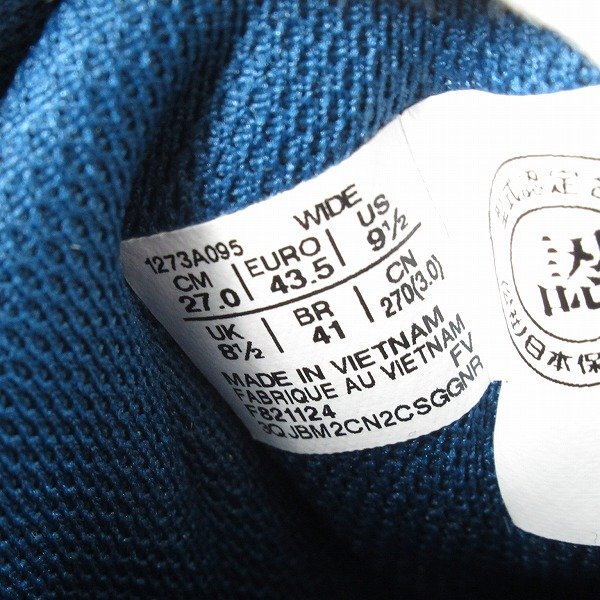 1273A095 WIDE
CM 27.0 | EURO 43.5 | US 9½
UK 8½ | BR 41 | CN 270(3.0)
MADE IN VIETNAM
FABRIQUE AU VIETNAM
F821124 FV
3QJBM2CN2CSGGNR
認
日本保